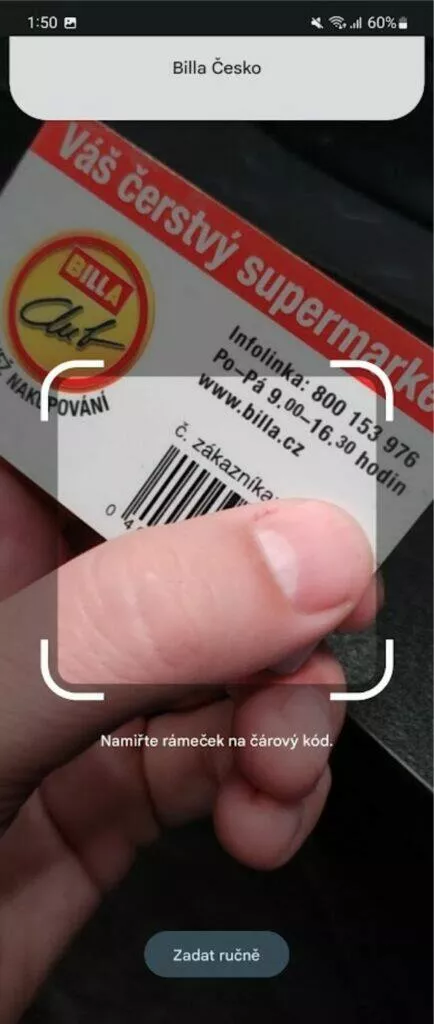 1:50
60%
Billa Česko
Váš čerstvý supermarke
BILLA
Club
NAKUPOVÁNÍ
Infolinka: 800 153 976
Po–Pá 9.00–16.30 hodin
www.billa.cz
č. zákazníka:
0
Namiřte rámeček na čárový kód.
Zadat ručně